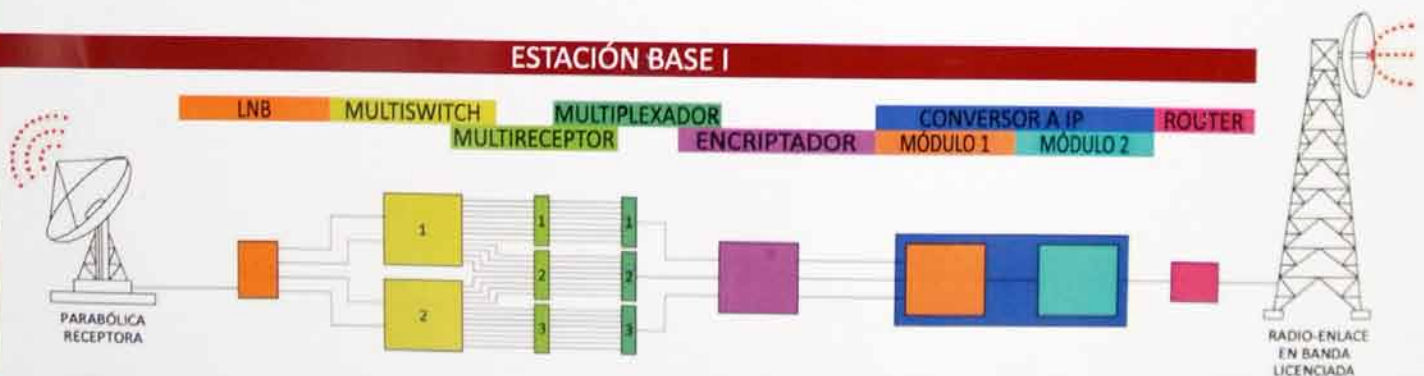 ESTACIÓN BASE I
LNB
MULTISWITCH
MULTIRECEPTOR
MULTIPLEXADOR
ENCRIPTADOR
CONVERSOR A IP
MÓDULO 1
MÓDULO 2
ROUTER
1
2
1
2
3
1
2
3
PARABÓLICA
RECEPTORA
RADIO-ENLACE
EN BANDA
LICENCIADA